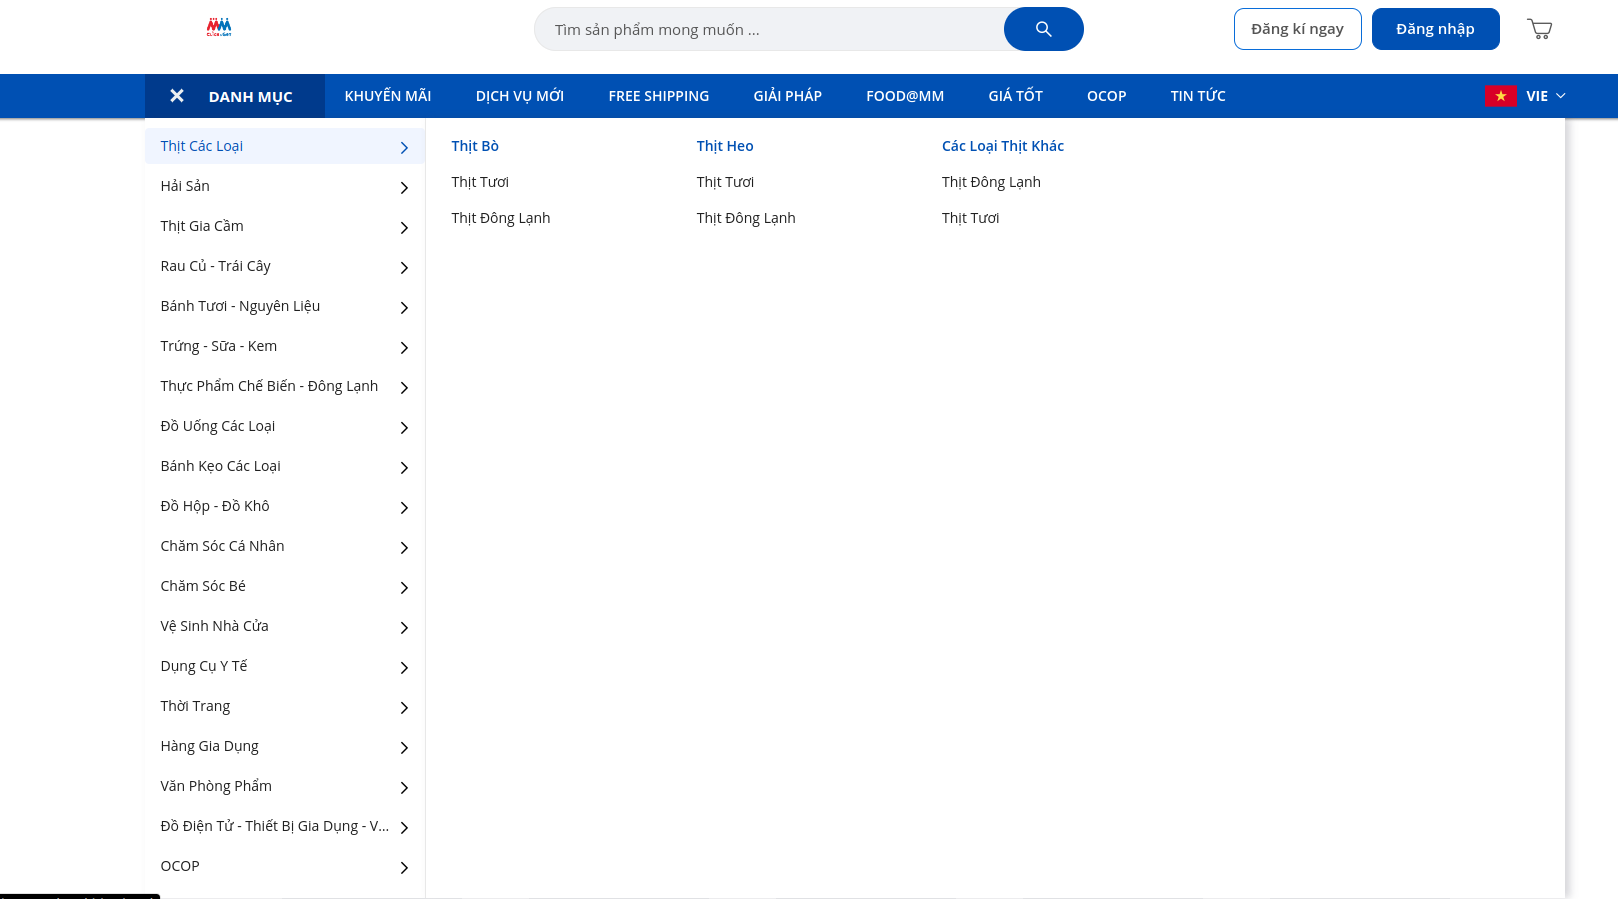 Click & Get
Tìm sản phẩm mong muốn ...
Đăng kí ngay
Đăng nhập
DANH MỤC
KHUYẾN MÃI
DỊCH VỤ MỚI
FREE SHIPPING
GIẢI PHÁP
FOOD@MM
GIÁ TỐT
OCOP
TIN TỨC
VIE
Thịt Các Loại
Hải Sản
Thịt Gia Cầm
Rau Củ - Trái Cây
Bánh Tươi - Nguyên Liệu
Trứng - Sữa - Kem
Thực Phẩm Chế Biến - Đông Lạnh
Đồ Uống Các Loại
Bánh Kẹo Các Loại
Đồ Hộp - Đồ Khô
Chăm Sóc Cá Nhân
Chăm Sóc Bé
Vệ Sinh Nhà Cửa
Dụng Cụ Y Tế
Thời Trang
Hàng Gia Dụng
Văn Phòng Phẩm
Đồ Điện Tử - Thiết Bị Gia Dụng - V...
OCOP
Thịt Bò
Thịt Tươi
Thịt Đông Lạnh
Thịt Heo
Thịt Tươi
Thịt Đông Lạnh
Các Loại Thịt Khác
Thịt Đông Lạnh
Thịt Tươi